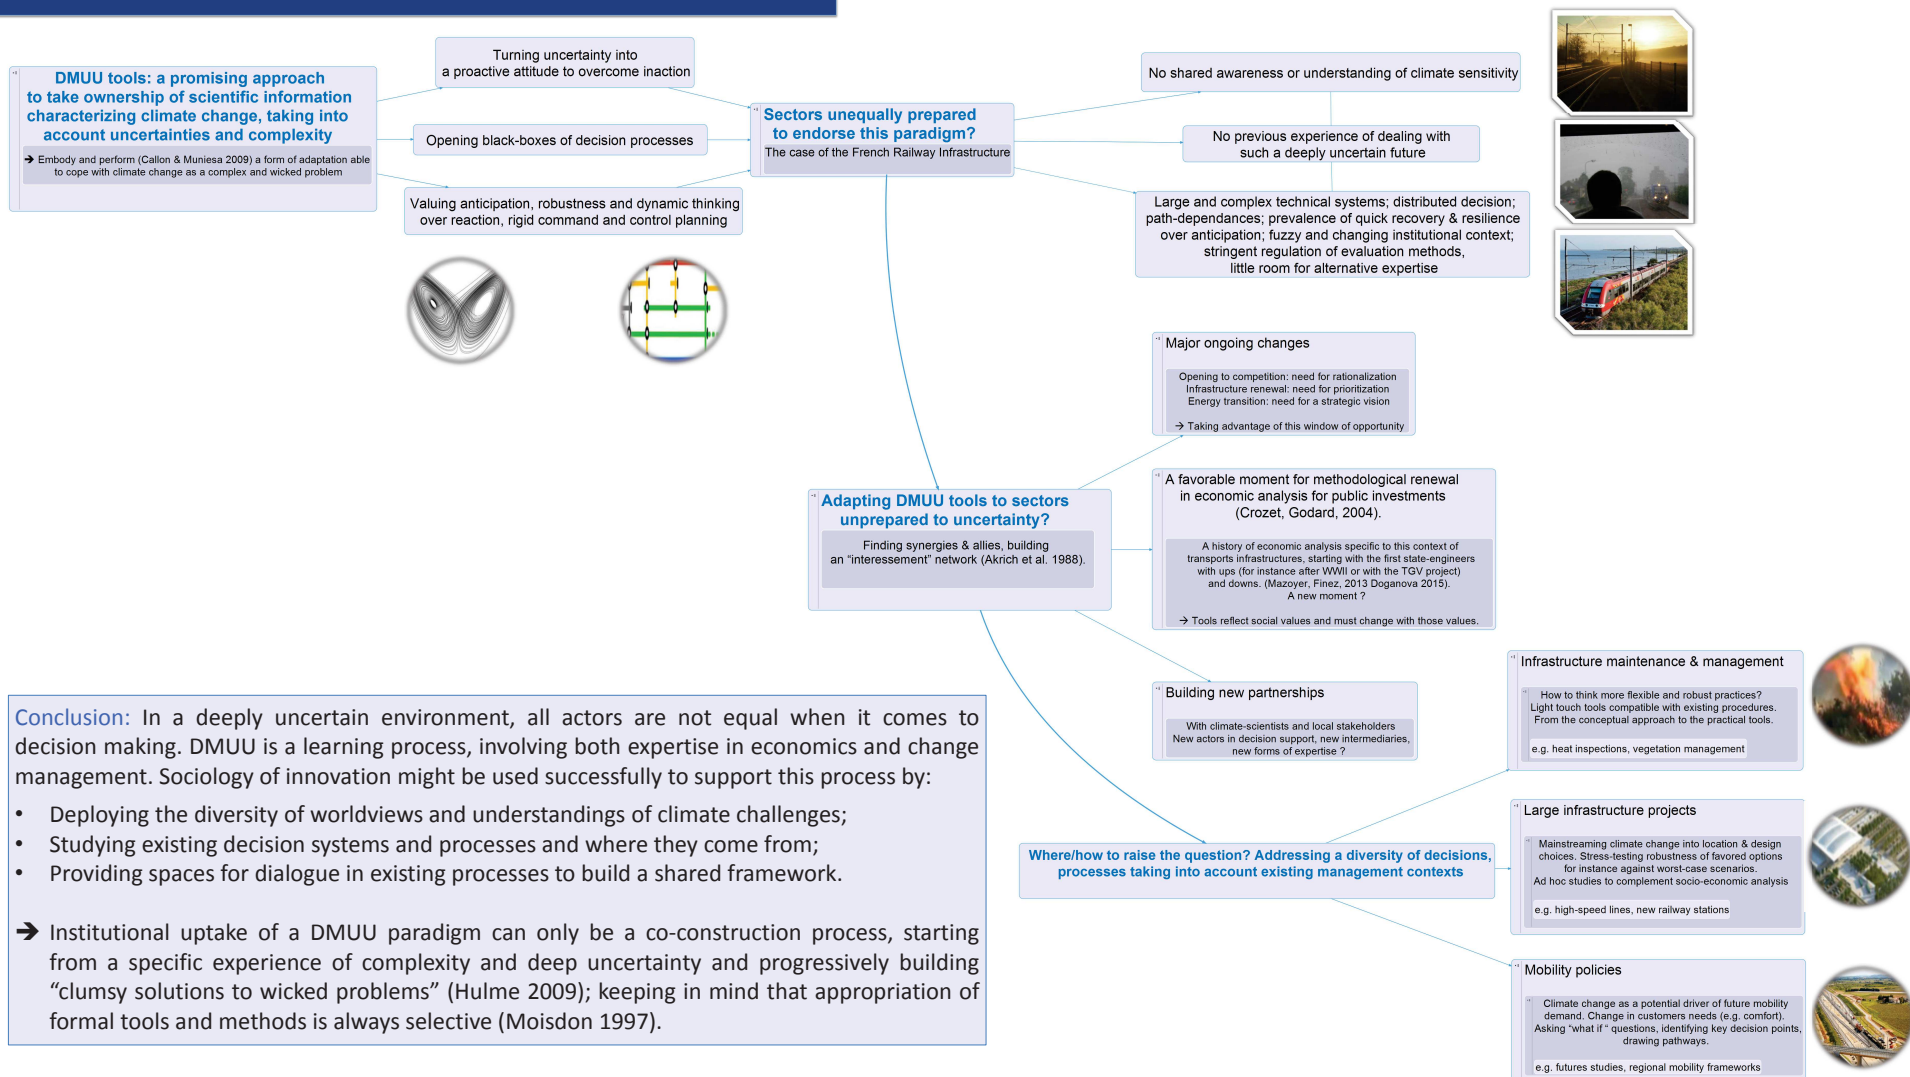 DMUU tools: a promising approach
to take ownership of scientific information
characterizing climate change, taking into
account uncertainties and complexity
➔ Embody and perform (Callon & Muniesa 2009) a form of adaptation able
to cope with climate change as a complex and wicked problem
Turning uncertainty into
a proactive attitude to overcome inaction
Opening black-boxes of decision processes
Valuing anticipation, robustness and dynamic thinking
over reaction, rigid command and control planning
Sectors unequally prepared
to endorse this paradigm?
The case of the French Railway Infrastructure
No shared awareness or understanding of climate sensitivity
No previous experience of dealing with
such a deeply uncertain future
Large and complex technical systems; distributed decision;
path-dependances; prevalence of quick recovery & resilience
over anticipation; fuzzy and changing institutional context;
stringent regulation of evaluation methods,
little room for alternative expertise
Adapting DMUU tools to sectors
unprepared to uncertainty?
Finding synergies & allies, building
an "interessement" network (Akrich et al. 1988).
Major ongoing changes
Opening to competition: need for rationalization
Infrastructure renewal: need for prioritization
Energy transition: need for a strategic vision
→ Taking advantage of this window of opportunity
A favorable moment for methodological renewal
in economic analysis for public investments
(Crozet, Godard, 2004).
A history of economic analysis specific to this context of
transports infrastructures, starting with the first state-engineers
with ups (for instance after WWII or with the TGV project)
and downs. (Mazoyer, Finez, 2013 Doganova 2015).
A new moment ?
→ Tools reflect social values and must change with those values.
Building new partnerships
With climate-scientists and local stakeholders
New actors in decision support, new intermediaries,
new forms of expertise ?
Where/how to raise the question? Addressing a diversity of decisions,
processes taking into account existing management contexts
Infrastructure maintenance & management
How to think more flexible and robust practices?
Light touch tools compatible with existing procedures.
From the conceptual approach to the practical tools.
e.g. heat inspections, vegetation management
Large infrastructure projects
Mainstreaming climate change into location & design
choices. Stress-testing robustness of favored options
for instance against worst-case scenarios.
Ad hoc studies to complement socio-economic analysis
e.g. high-speed lines, new railway stations
Mobility policies
Climate change as a potential driver of future mobility
demand. Change in customers needs (e.g. comfort).
Asking "what if " questions, identifying key decision points,
drawing pathways.
e.g. futures studies, regional mobility frameworks
Conclusion: In a deeply uncertain environment, all actors are not equal when it comes to
decision making. DMUU is a learning process, involving both expertise in economics and change
management. Sociology of innovation might be used successfully to support this process by:
• Deploying the diversity of worldviews and understandings of climate challenges;
• Studying existing decision systems and processes and where they come from;
• Providing spaces for dialogue in existing processes to build a shared framework.
➔ Institutional uptake of a DMUU paradigm can only be a co-construction process, starting
from a specific experience of complexity and deep uncertainty and progressively building
"clumsy solutions to wicked problems" (Hulme 2009); keeping in mind that appropriation of
formal tools and methods is always selective (Moisdon 1997).